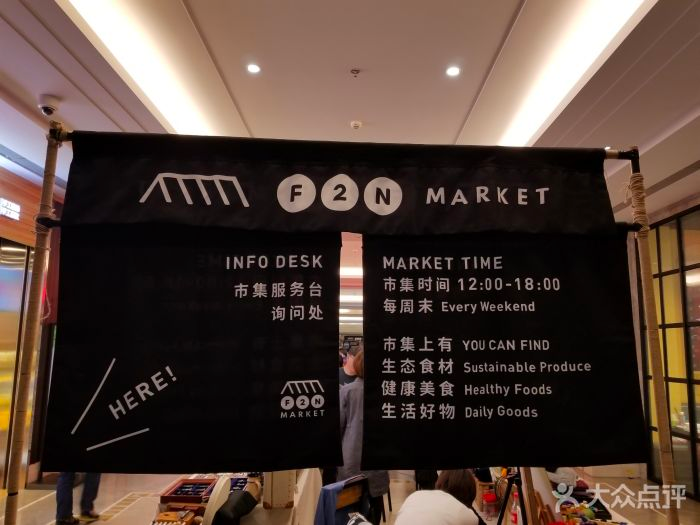 F2N MARKET
INFO DESK
市集服务台
询问处
HERE!
F2N
MARKET
MARKET TIME
市集时间 12:00-18:00
每周末 Every Weekend
市集上有 YOU CAN FIND
生态食材 Sustainable Produce
健康美食 Healthy Foods
生活好物 Daily Goods
大众点评